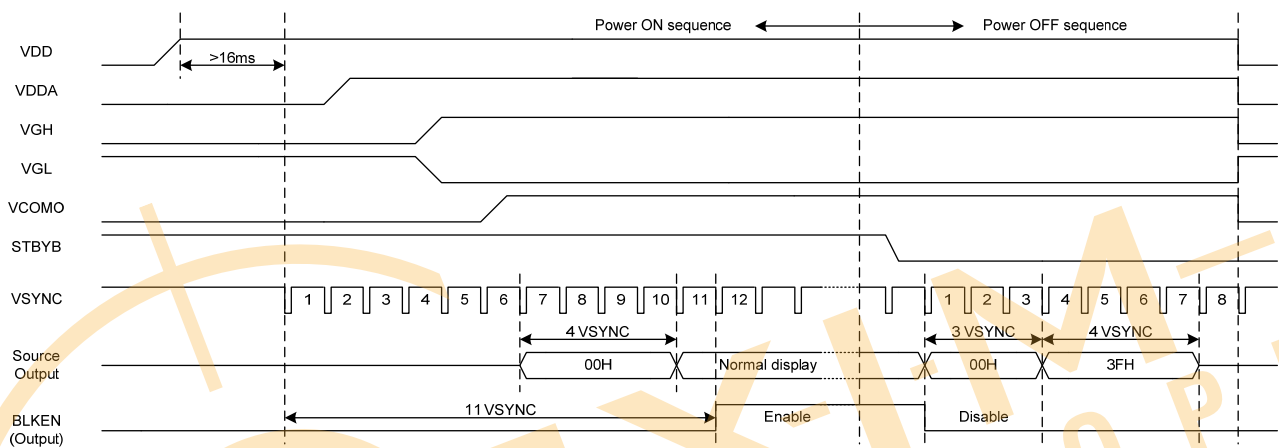 Power ON sequence
Power OFF sequence
VDD
>16ms
VDDA
VGH
VGL
VCOMO
STBYB
VSYNC
1 2 3 4 5 6 7 8 9 10 11 12 1 2 3 4 5 6 7 8
4 VSYNC
3 VSYNC
4 VSYNC
Source
Output
00H
Normal display
00H
3FH
11 VSYNC
Enable
Disable
BLKEN
(Output)